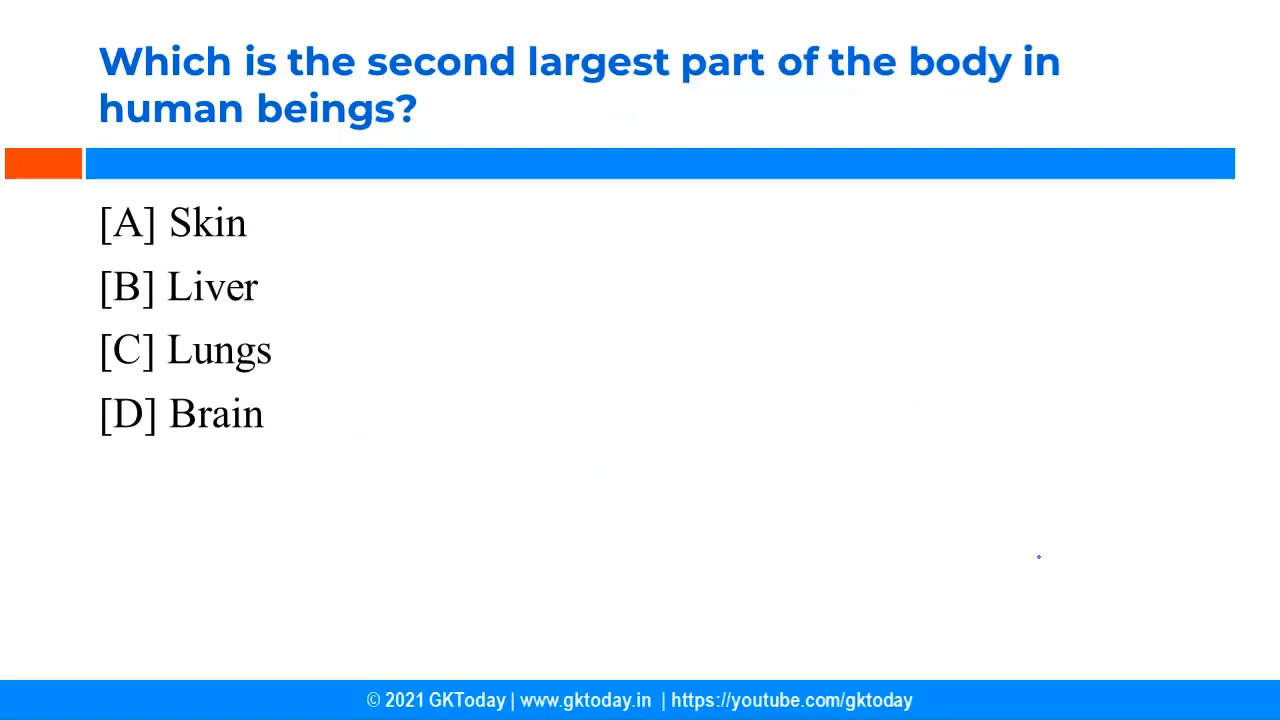 Which is the second largest part of the body in
human beings?
[A] Skin
[B] Liver
[C] Lungs
[D] Brain
© 2021 GKToday | www.gktoday.in | https://youtube.com/gktoday